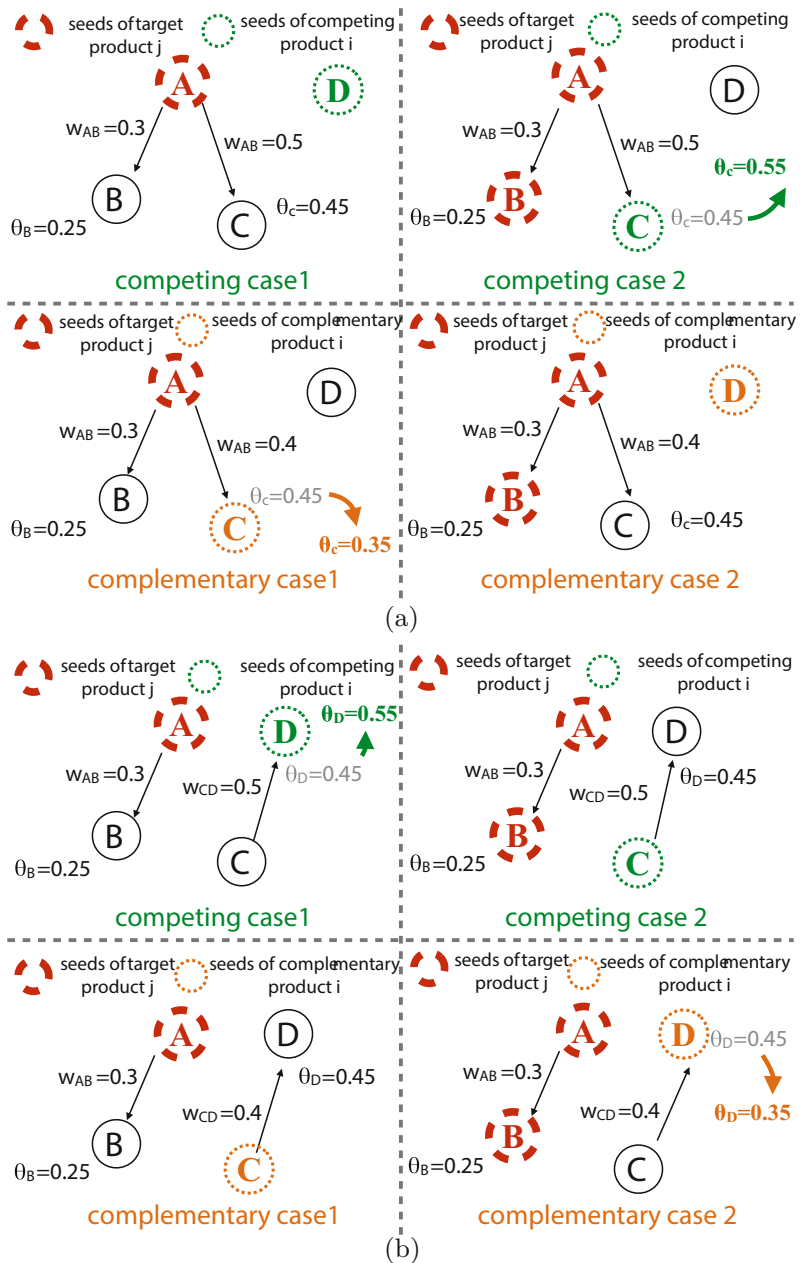 seeds of target
product j
seeds of competing
product i
A
D
wAB=0.3
wAB=0.5
B
C
θB=0.25
θc=0.45
competing case1
seeds of target
product j
seeds of competing
product i
A
D
wAB=0.3
wAB=0.5
θc=0.55
B
C
θc=0.45
θB=0.25
competing case 2
seeds of target
product j
seeds of complementary
product i
A
D
wAB=0.3
wAB=0.4
B
θc=0.45
C
θB=0.25
θc=0.35
complementary case1
seeds of target
product j
seeds of complementary
product i
A
D
wAB=0.3
wAB=0.4
B
C
θc=0.45
θB=0.25
complementary case 2
(a)
seeds of target
product j
seeds of competing
product i
A
D
θD=0.55
wAB=0.3
wCD=0.5
θD=0.45
B
C
θB=0.25
competing case1
seeds of target
product j
seeds of competing
product i
A
D
wAB=0.3
wCD=0.5
θD=0.45
B
C
θB=0.25
competing case 2
seeds of target
product j
seeds of complementary
product i
A
D
wAB=0.3
θD=0.45
wCD=0.4
B
C
θB=0.25
complementary case1
seeds of target
product j
seeds of complementary
product i
A
D
θD=0.45
wAB=0.3
wCD=0.4
θD=0.35
B
C
θB=0.25
complementary case 2
(b)